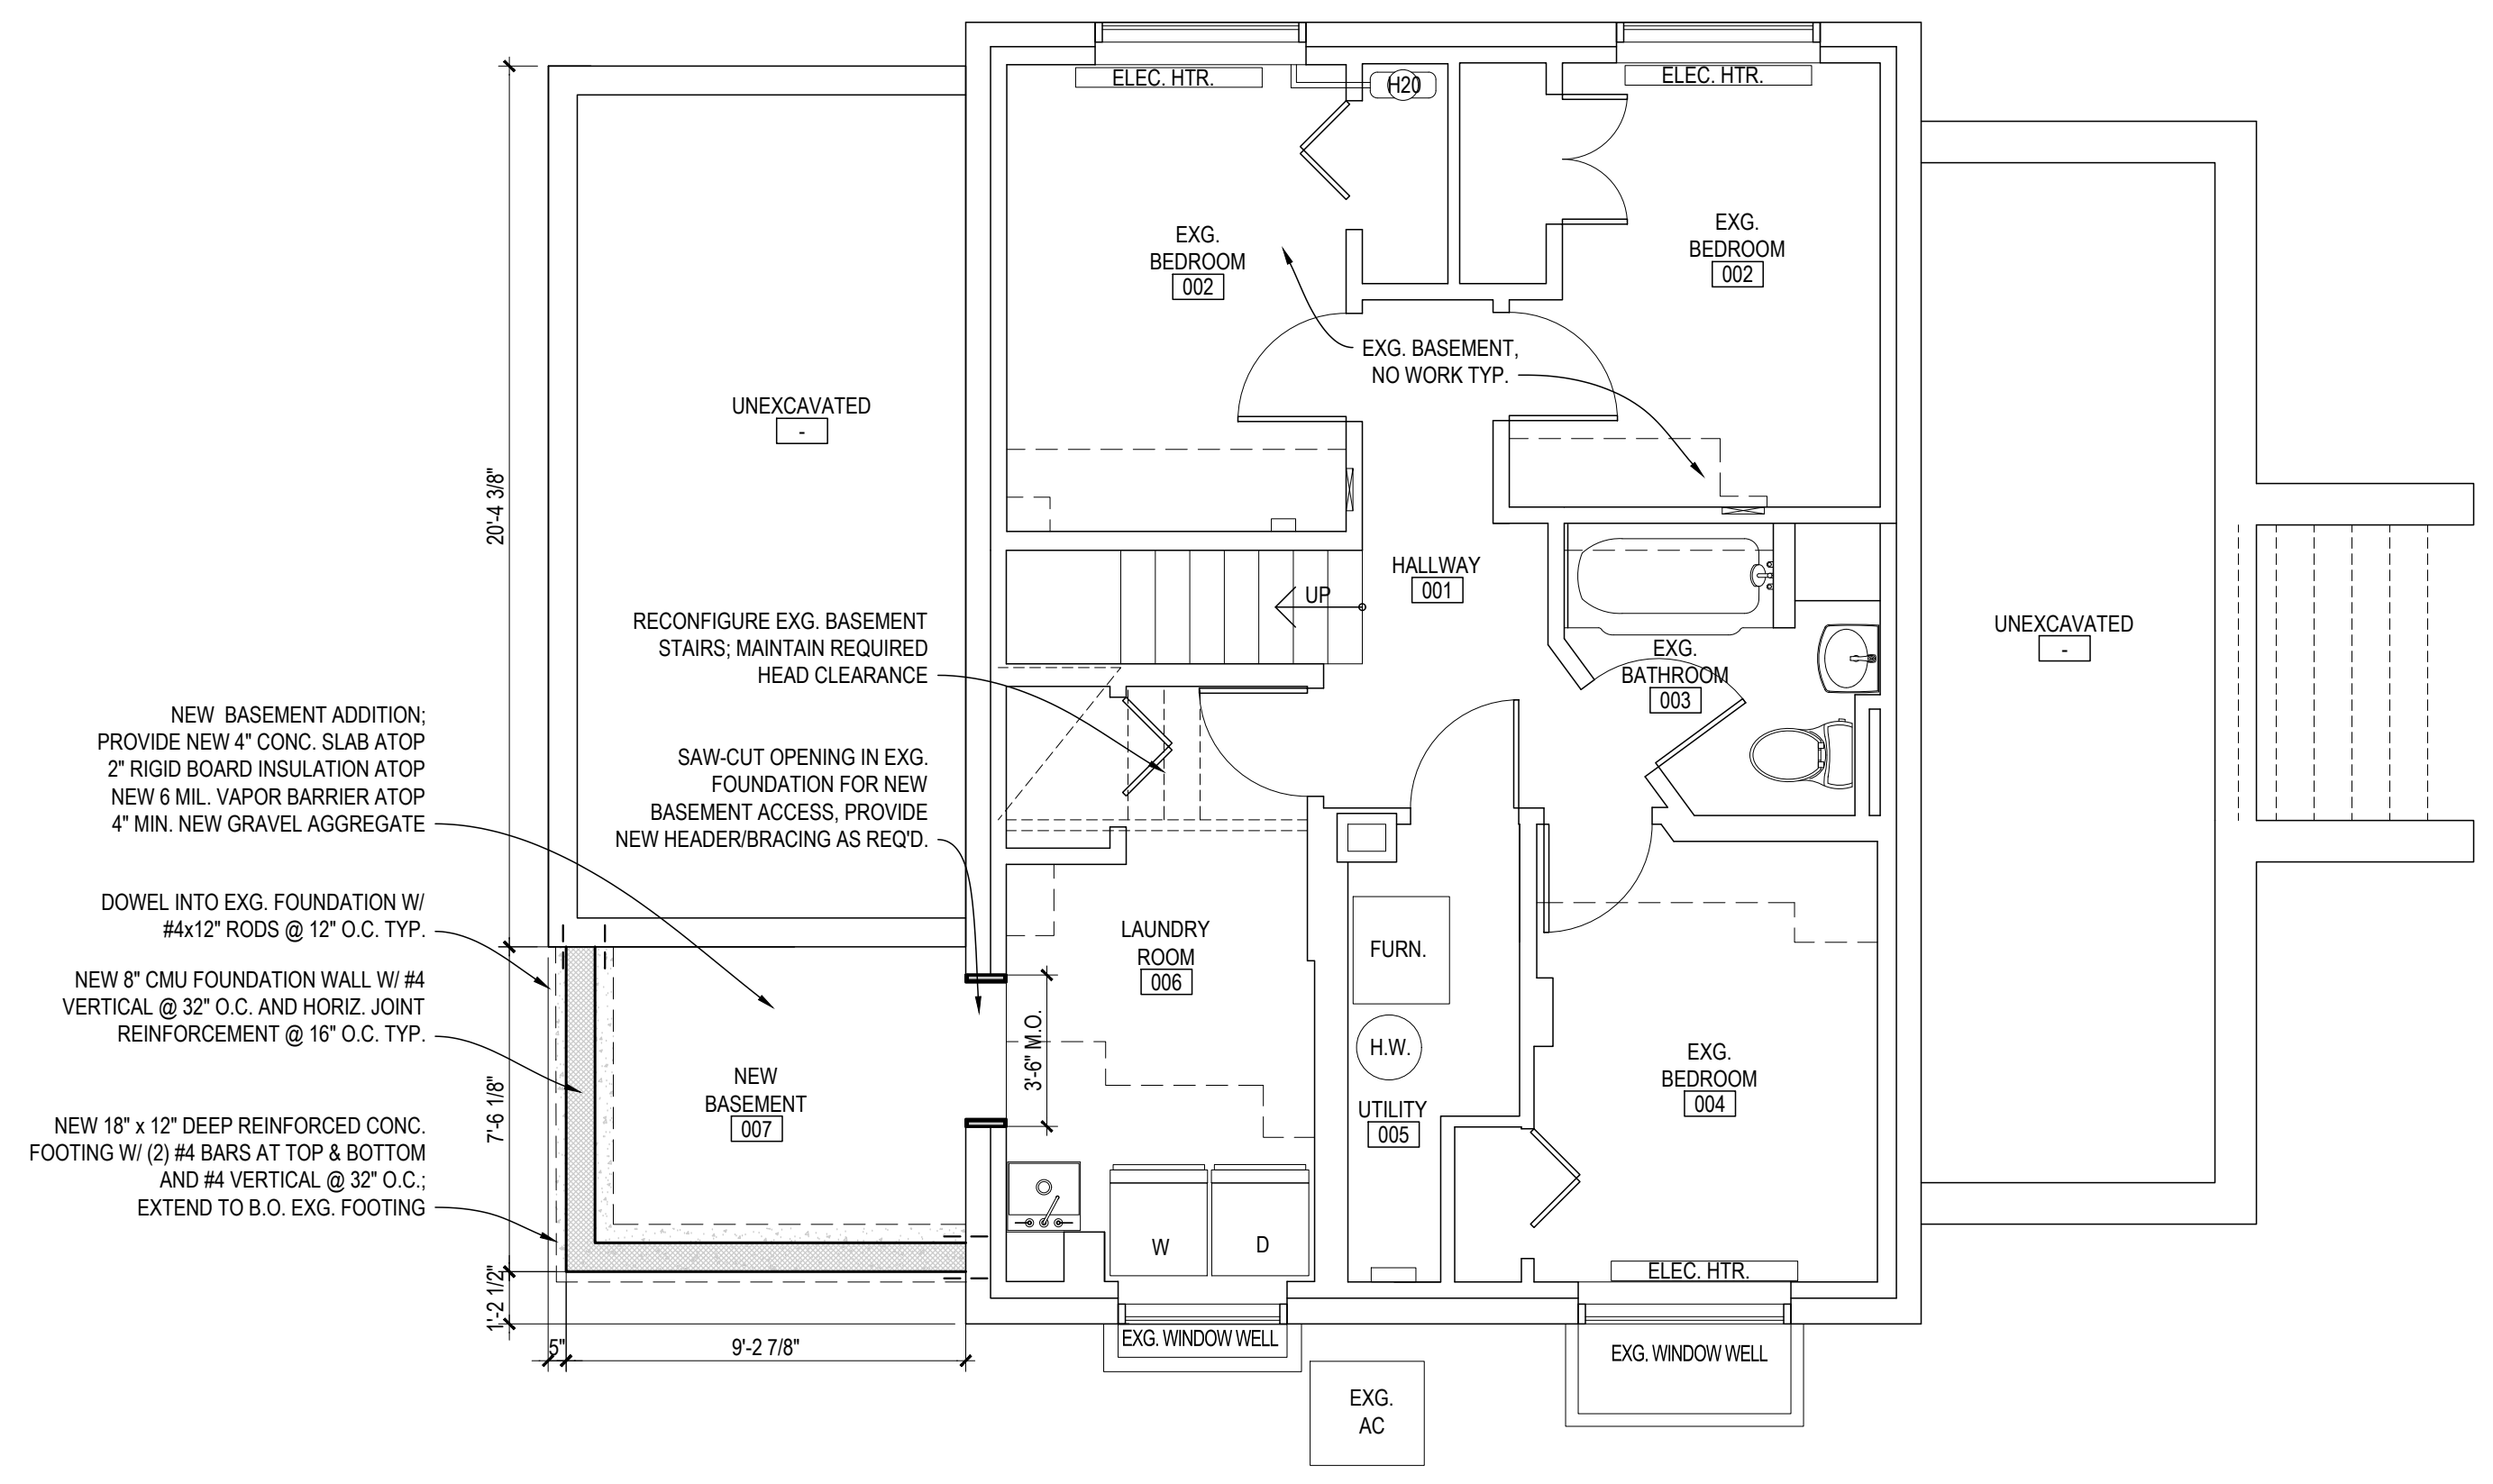 ELEC. HTR.
H20
ELEC. HTR.
EXG.
BEDROOM
002
EXG.
BEDROOM
002
EXG. BASEMENT,
NO WORK TYP.
UNEXCAVATED
-
20'-4 3/8"
HALLWAY
001
UP
RECONFIGURE EXG. BASEMENT
STAIRS; MAINTAIN REQUIRED
HEAD CLEARANCE
EXG.
BATHROOM
003
UNEXCAVATED
-
NEW  BASEMENT ADDITION;
PROVIDE NEW 4" CONC. SLAB ATOP
2" RIGID BOARD INSULATION ATOP
NEW 6 MIL. VAPOR BARRIER ATOP
4" MIN. NEW GRAVEL AGGREGATE
SAW-CUT OPENING IN EXG.
FOUNDATION FOR NEW
BASEMENT ACCESS, PROVIDE
NEW HEADER/BRACING AS REQ'D.
DOWEL INTO EXG. FOUNDATION W/
#4x12" RODS @ 12" O.C. TYP.
LAUNDRY
ROOM
006
FURN.
NEW 8" CMU FOUNDATION WALL W/ #4
VERTICAL @ 32" O.C. AND HORIZ. JOINT
REINFORCEMENT @ 16" O.C. TYP.
3'-6" M.O.
H.W.
EXG.
BEDROOM
004
NEW
BASEMENT
007
7'-6 1/8"
UTILITY
005
NEW 18" x 12" DEEP REINFORCED CONC.
FOOTING W/ (2) #4 BARS AT TOP & BOTTOM
AND #4 VERTICAL @ 32" O.C.;
EXTEND TO B.O. EXG. FOOTING
W
D
ELEC. HTR.
1'-2 1/2"
5"
9'-2 7/8"
EXG. WINDOW WELL
EXG. WINDOW WELL
EXG.
AC